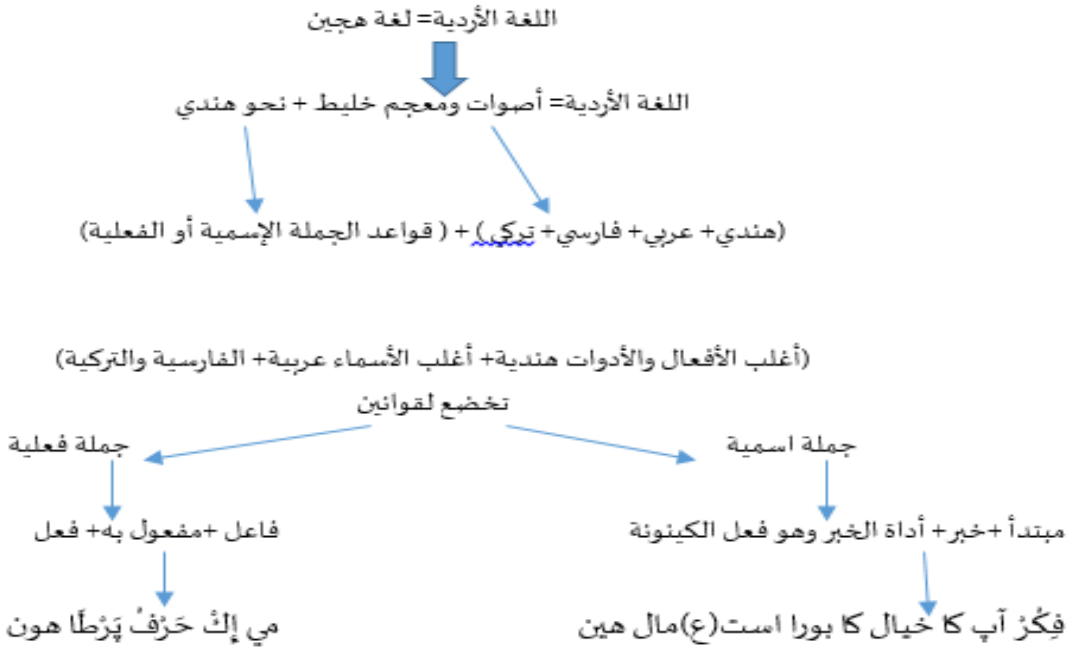 اللغة الأردية= لغة هجين
اللغة الأردية= أصوات ومعجم خليط + نحو هندي
(هندي+ عربي+ فارسي+ تركي) + ( قواعد الجملة الإسمية أو الفعلية)
(أغلب الأفعال والأدوات هندية+ أغلب الأسماء عربية+ الفارسية والتركية)
تخضع لقوانين
جملة اسمية
جملة فعلية
مبتدأ +خبر+ أداة الخبر وهو فعل الكينونة
فاعل +مفعول به+ فعل
فِكُرْ آپ كا خيال كا بورا است(ع)مال هين
مي إِكْ حَرْفُ پَرْطَا هون